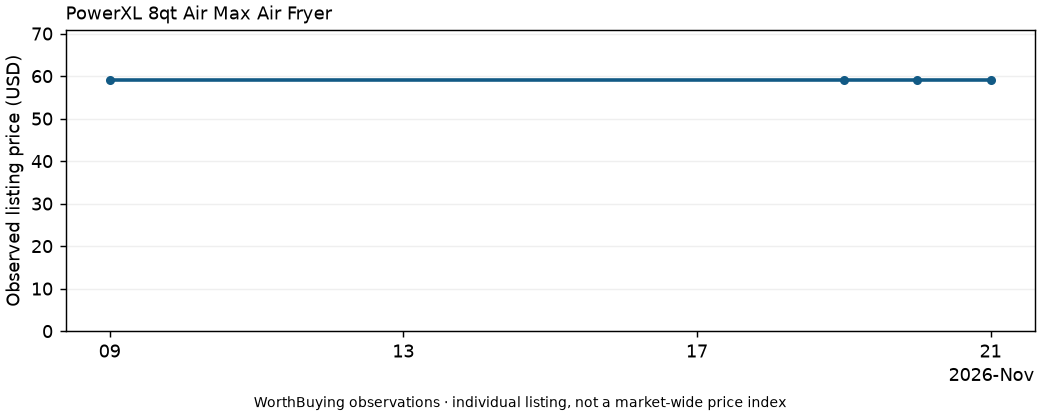 PowerXL 8qt Air Max Air Fryer
Observed listing price (USD)
70
60
50
40
30
20
10
0
09 13 17 21
2026-Nov
WorthBuying observations · individual listing, not a market-wide price index